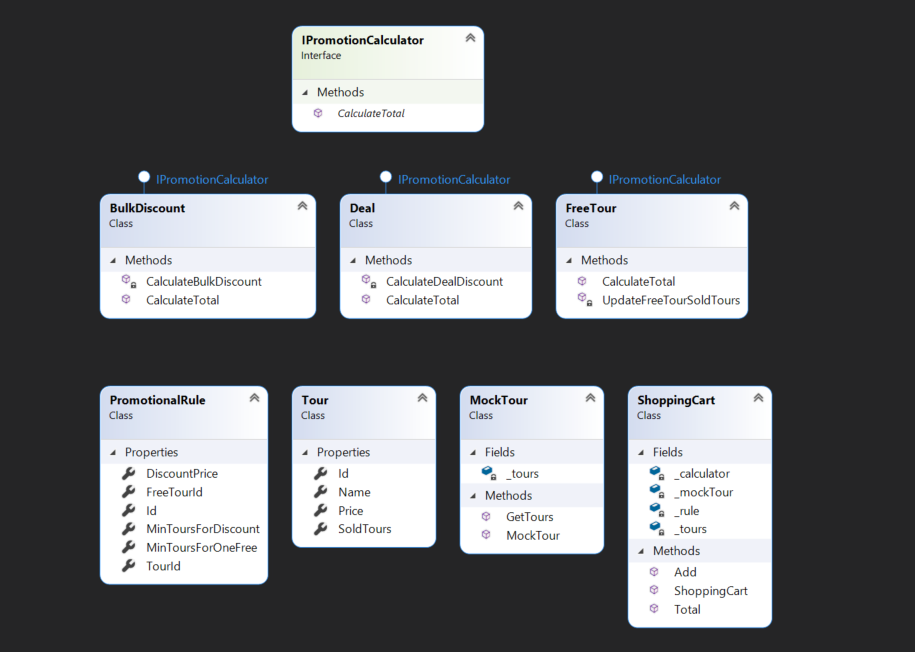 IPromotionCalculator
Interface
Methods
CalculateTotal
IPromotionCalculator
BulkDiscount
Class
Methods
CalculateBulkDiscount
CalculateTotal
IPromotionCalculator
Deal
Class
Methods
CalculateDealDiscount
CalculateTotal
IPromotionCalculator
FreeTour
Class
Methods
CalculateTotal
UpdateFreeTourSoldTours
PromotionalRule
Class
Properties
DiscountPrice
FreeTourId
Id
MinToursForDiscount
MinToursForOneFree
TourId
Tour
Class
Properties
Id
Name
Price
SoldTours
MockTour
Class
Fields
_tours
Methods
GetTours
MockTour
ShoppingCart
Class
Fields
_calculator
_mockTour
_rule
_tours
Methods
Add
ShoppingCart
Total